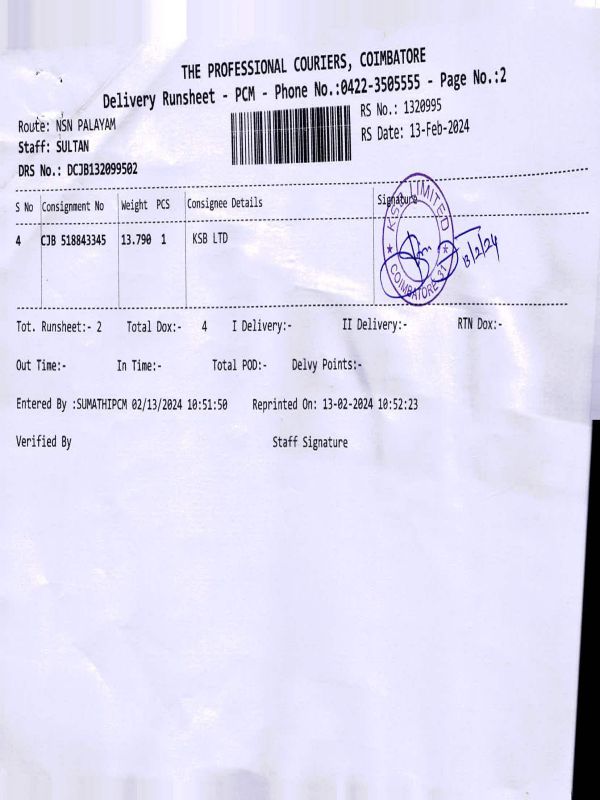 THE PROFESSIONAL COURIERS, COIMBATORE
Delivery Runsheet - PCM - Phone No.:0422-3505555 - Page No.:2
Route: NSN PALAYAM
RS No.: 1320995
Staff: SULTAN
RS Date: 13-Feb-2024
DRS No.: DCJB132099502
S No Consignment No Weight PCS Consignee Details Signature
4 CJB 518843345 13.790 1 KSB LTD
KSB LIMITED
COIMBATORE 31
13/2/24
Tot. Runsheet:- 2 Total Dox:- 4 I Delivery:- II Delivery:- RTN Dox:-
Out Time:- In Time:- Total POD:- Delvy Points:-
Entered By :SUMATHIPCM 02/13/2024 10:51:50 Reprinted On: 13-02-2024 10:52:23
Verified By Staff Signature